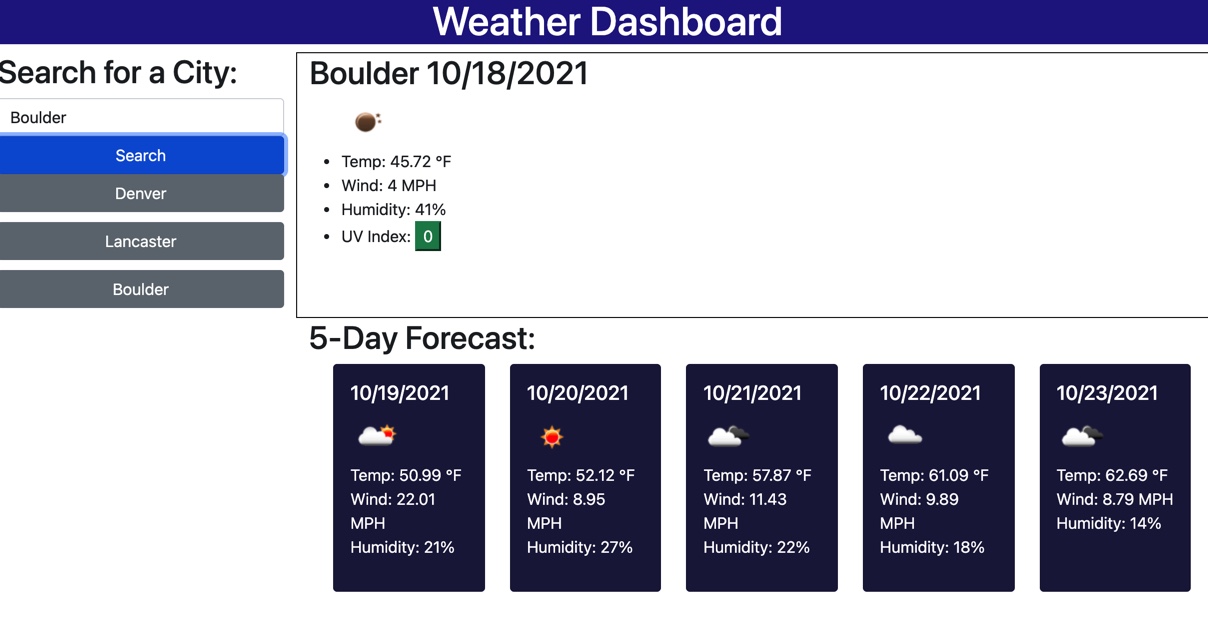 Weather Dashboard
Search for a City:
Boulder
Search
Denver
Lancaster
Boulder
Boulder 10/18/2021
Temp: 45.72 °F
Wind: 4 MPH
Humidity: 41%
UV Index: 0
5-Day Forecast:
10/19/2021
Temp: 50.99 °F
Wind: 22.01
MPH
Humidity: 21%
10/20/2021
Temp: 52.12 °F
Wind: 8.95
MPH
Humidity: 27%
10/21/2021
Temp: 57.87 °F
Wind: 11.43
MPH
Humidity: 22%
10/22/2021
Temp: 61.09 °F
Wind: 9.89
MPH
Humidity: 18%
10/23/2021
Temp: 62.69 °F
Wind: 8.79 MPH
Humidity: 14%